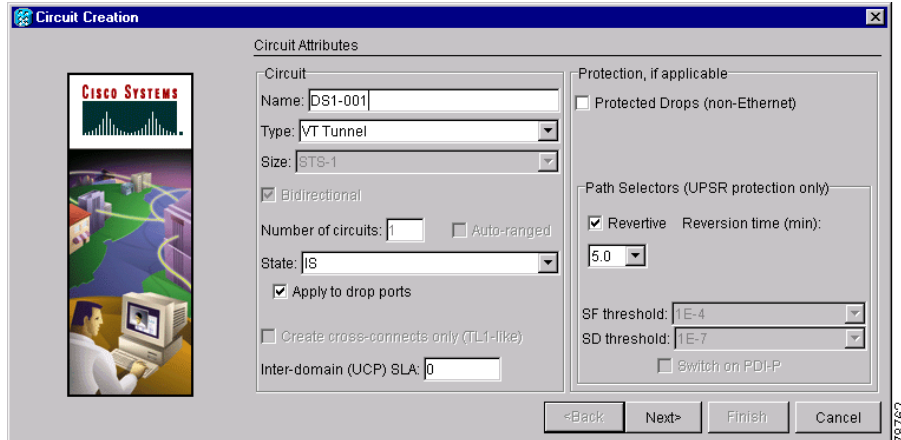 Circuit Creation
Circuit Attributes
CISCO SYSTEMS
Circuit
Name: DS1-001
Type: VT Tunnel
Size: STS-1
Bidirectional
Number of circuits: 1 Auto-ranged
State: IS
Apply to drop ports
Create cross-connects only (TL1-like)
Inter-domain (UCP) SLA: 0
Protection, if applicable
Protected Drops (non-Ethernet)
Path Selectors (UPSR protection only)
Revertive Reversion time (min):
5.0
SF threshold: 1E-4
SD threshold: 1E-7
Switch on PDI-P
<Back Next> Finish Cancel
78762